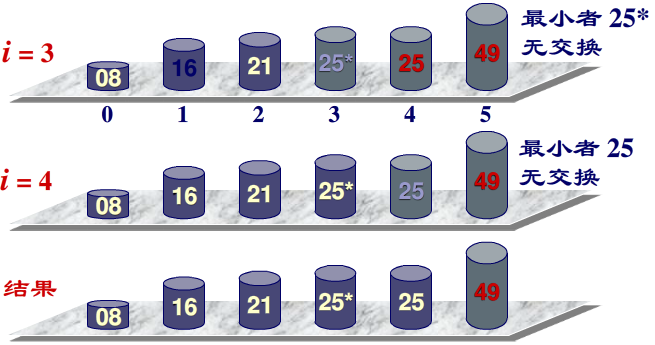 i = 3
08 16 21 25* 25 49
最小者 25*
无交换
0 1 2 3 4 5
i = 4
08 16 21 25* 25 49
最小者 25
无交换
结果
08 16 21 25* 25 49